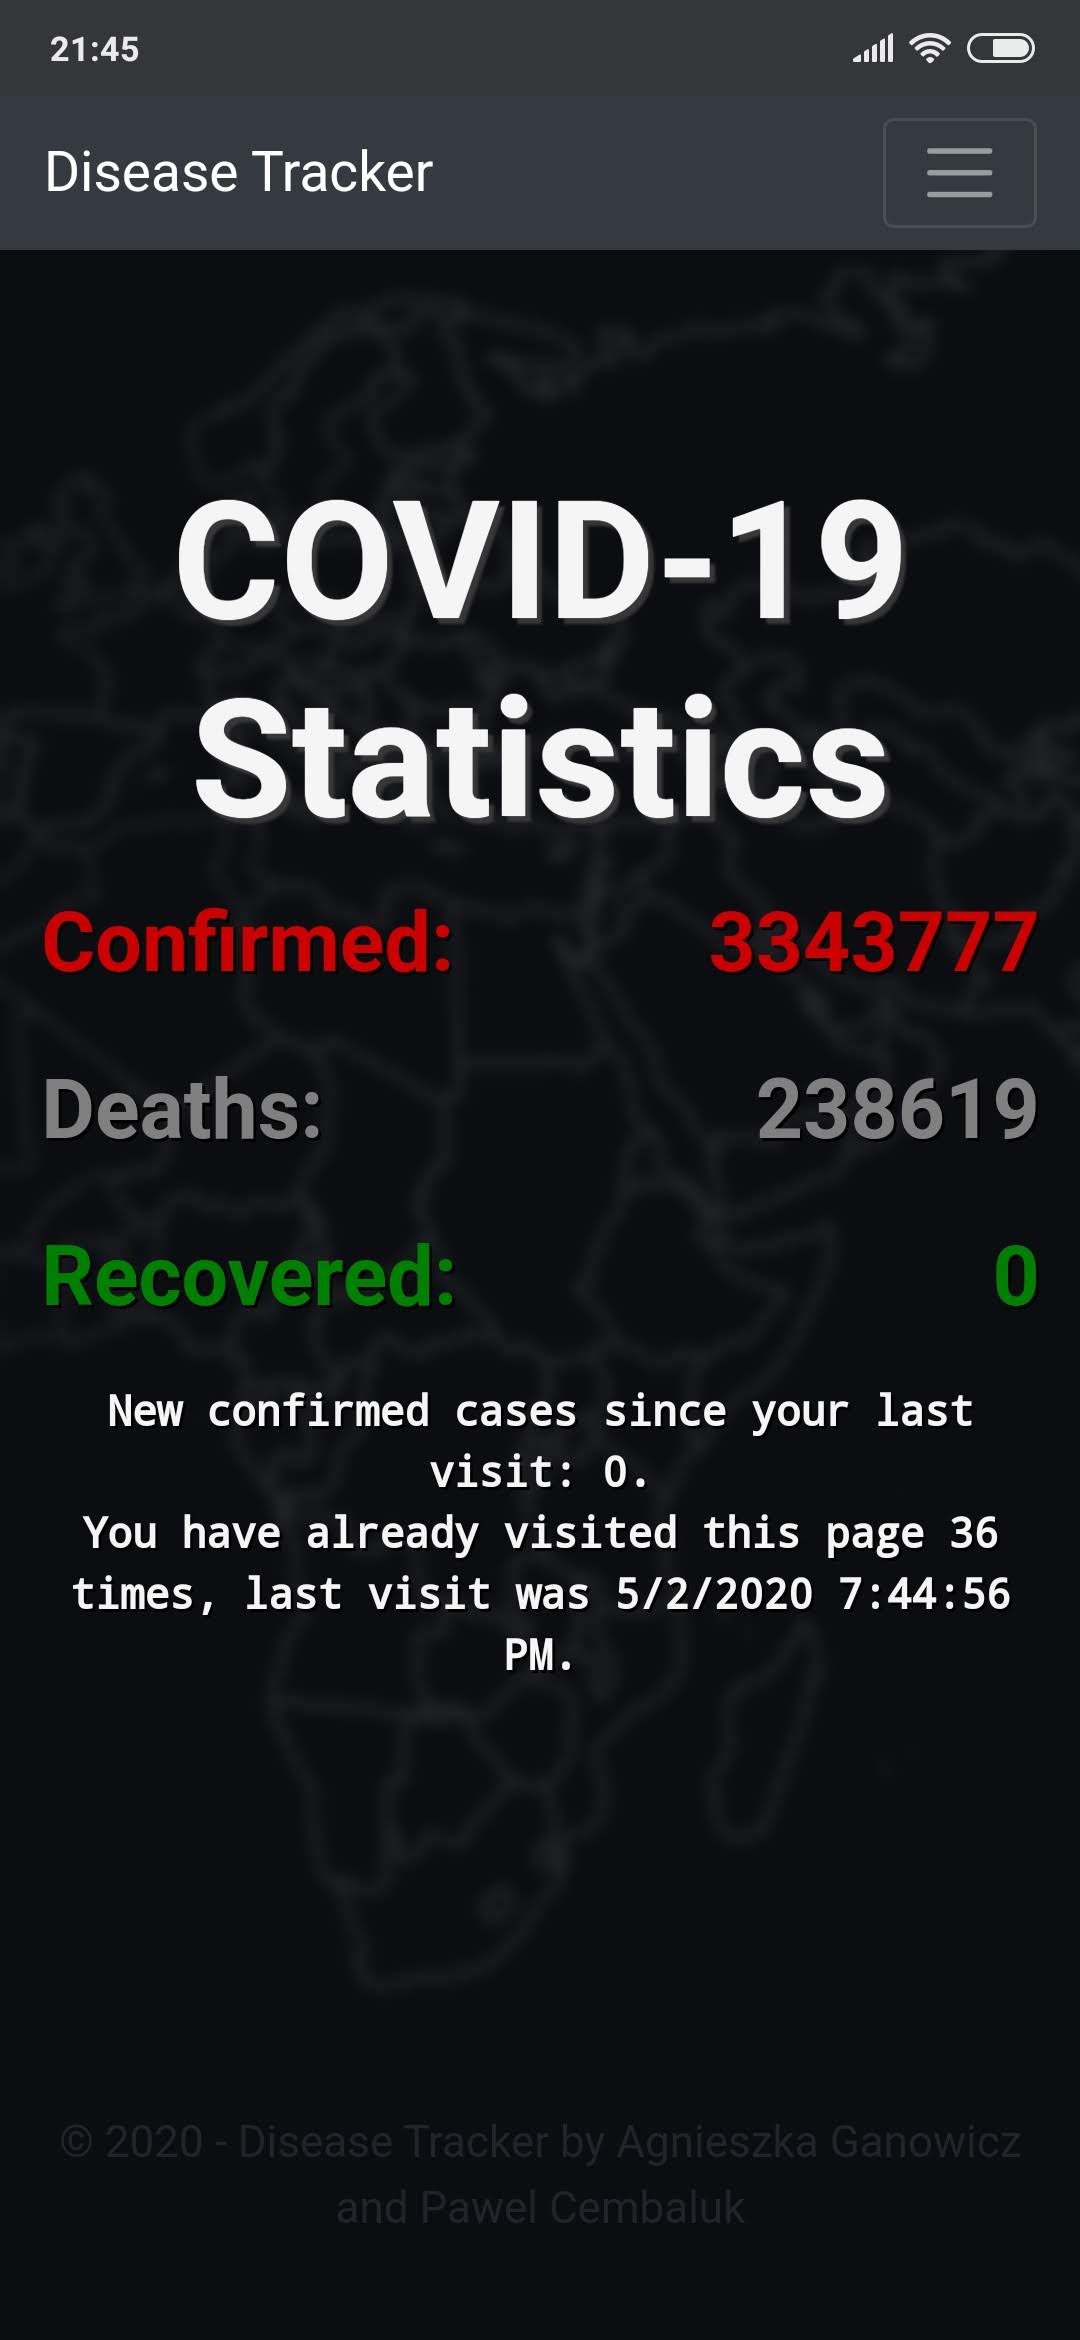 21:45
Disease Tracker
COVID-19
Statistics
Confirmed: 3343777
Deaths: 238619
Recovered: 0
New confirmed cases since your last
visit: 0.
You have already visited this page 36
times, last visit was 5/2/2020 7:44:56
PM.
© 2020 - Disease Tracker by Agnieszka Ganowicz
and Pawel Cembaluk